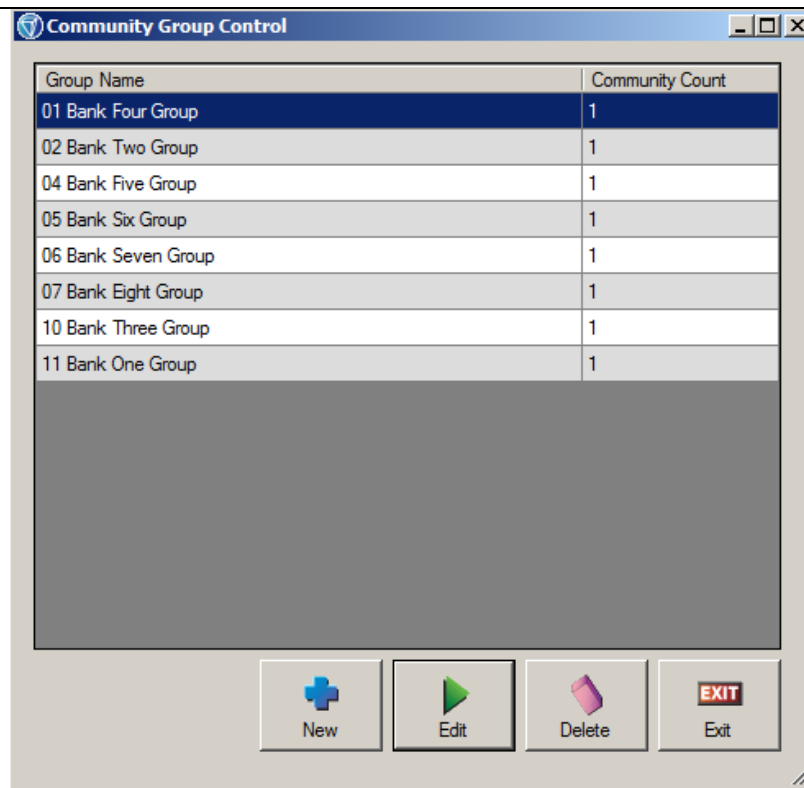 Community Group Control
Group Name Community Count
01 Bank Four Group 1
02 Bank Two Group 1
04 Bank Five Group 1
05 Bank Six Group 1
06 Bank Seven Group 1
07 Bank Eight Group 1
10 Bank Three Group 1
11 Bank One Group 1
EXIT
New Edit Delete Exit